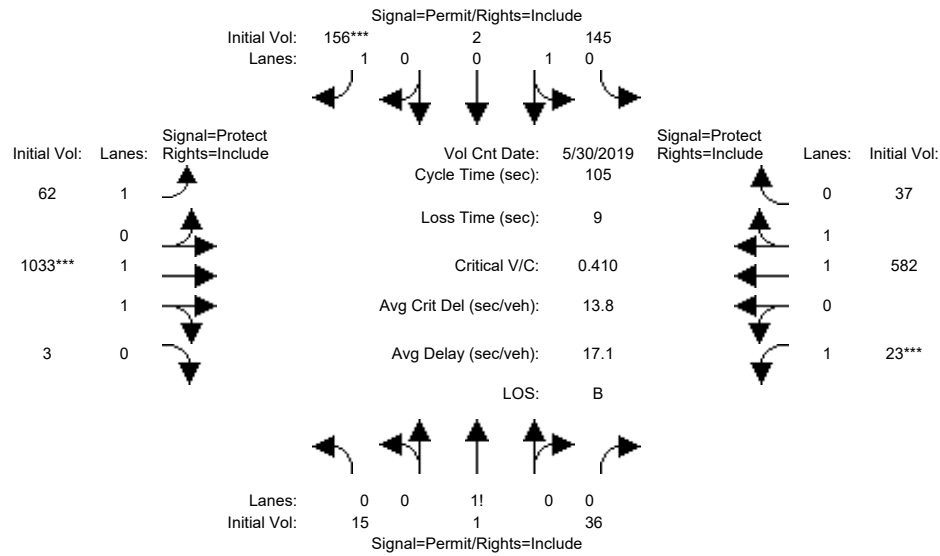 Signal=Permit/Rights=Include
Initial Vol: 156*** 2 145
Lanes: 1 0 0 1 0
Signal=Protect Signal=Protect
Initial Vol: Lanes: Rights=Include Vol Cnt Date: 5/30/2019 Rights=Include Lanes: Initial Vol:
Cycle Time (sec): 105
62 1 0 37
Loss Time (sec): 9
0 1
1033*** 1 Critical V/C: 0.410 1 582
1 Avg Crit Del (sec/veh): 13.8 0
3 0 Avg Delay (sec/veh): 17.1 1 23***
LOS: B
Lanes: 0 0 1! 0 0
Initial Vol: 15 1 36
Signal=Permit/Rights=Include